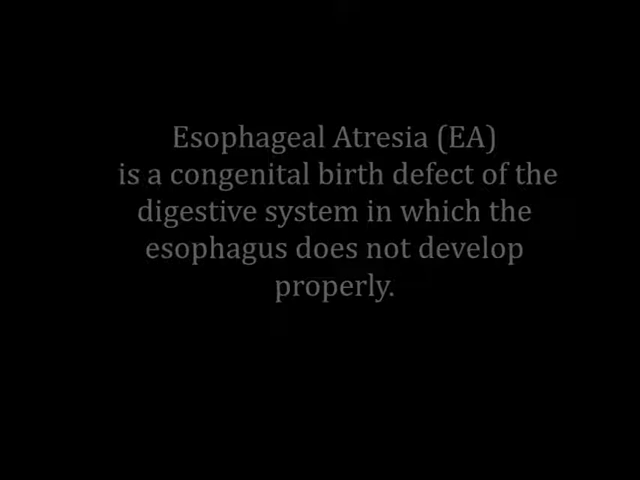 Esophageal Atresia (EA)
is a congenital birth defect of the
digestive system in which the
esophagus does not develop
properly.